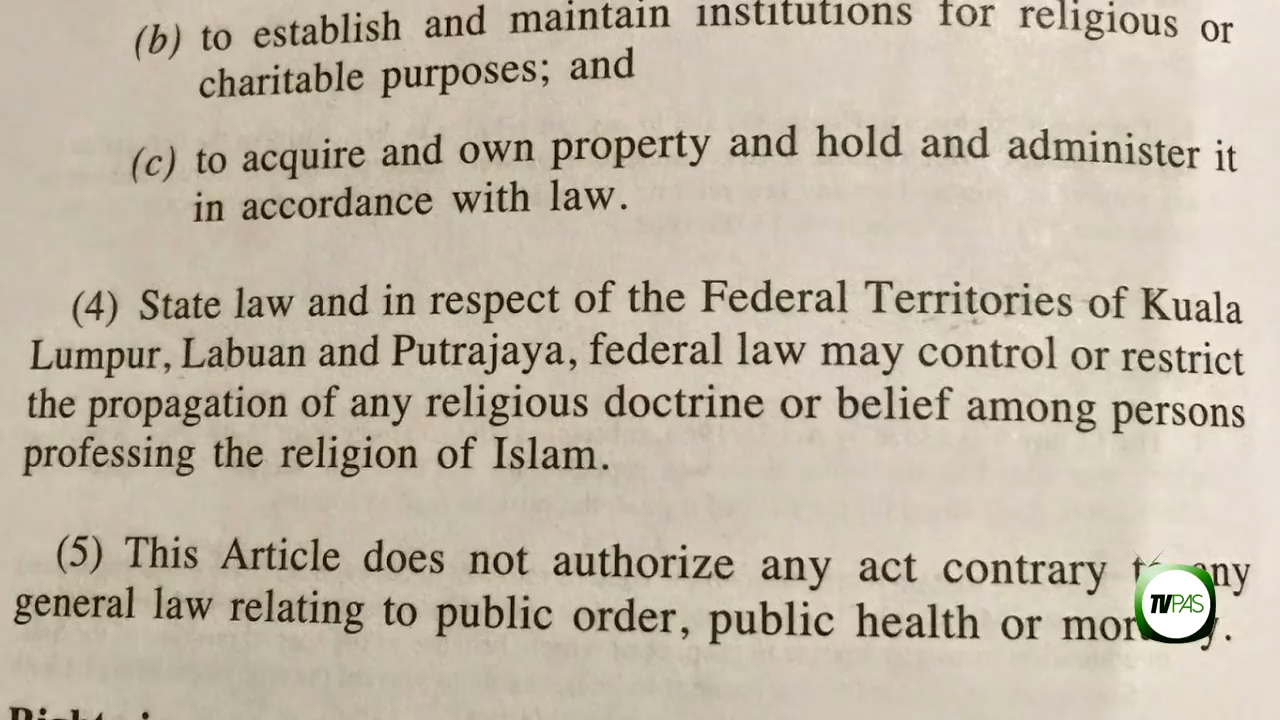 (b) to establish and maintain institutions for religious or
charitable purposes; and
(c) to acquire and own property and hold and administer it
in accordance with law.
(4) State law and in respect of the Federal Territories of Kuala
Lumpur, Labuan and Putrajaya, federal law may control or restrict
the propagation of any religious doctrine or belief among persons
professing the religion of Islam.
(5) This Article does not authorize any act contrary to any
general law relating to public order, public health or morality.
TVPAS